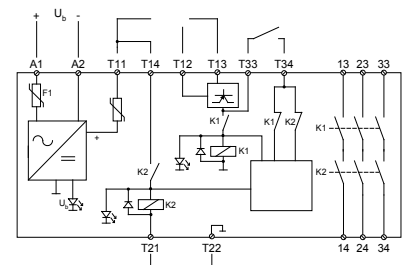 + U_b -
A1 A2 T11 T14 T12 T13 T33 T34 13 23 33
F1
K1 K1 K2 K1
+
K2 K1
K2
U_b K2
T21 T22 14 24 34